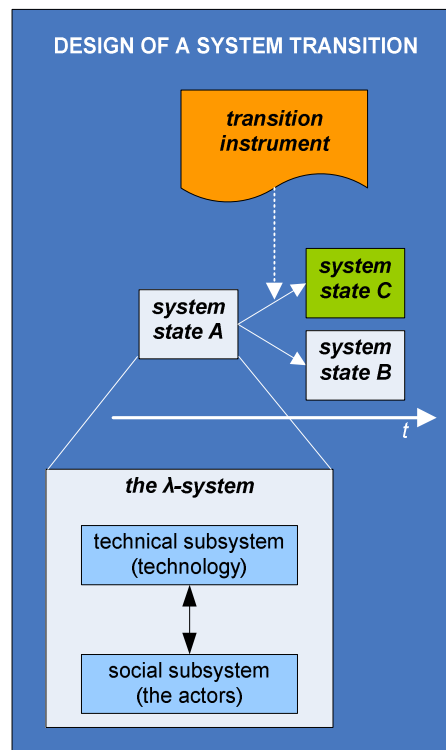 DESIGN OF A SYSTEM TRANSITION
transition
instrument
system
state C
system
state A
system
state B
t
the λ-system
technical subsystem
(technology)
social subsystem
(the actors)